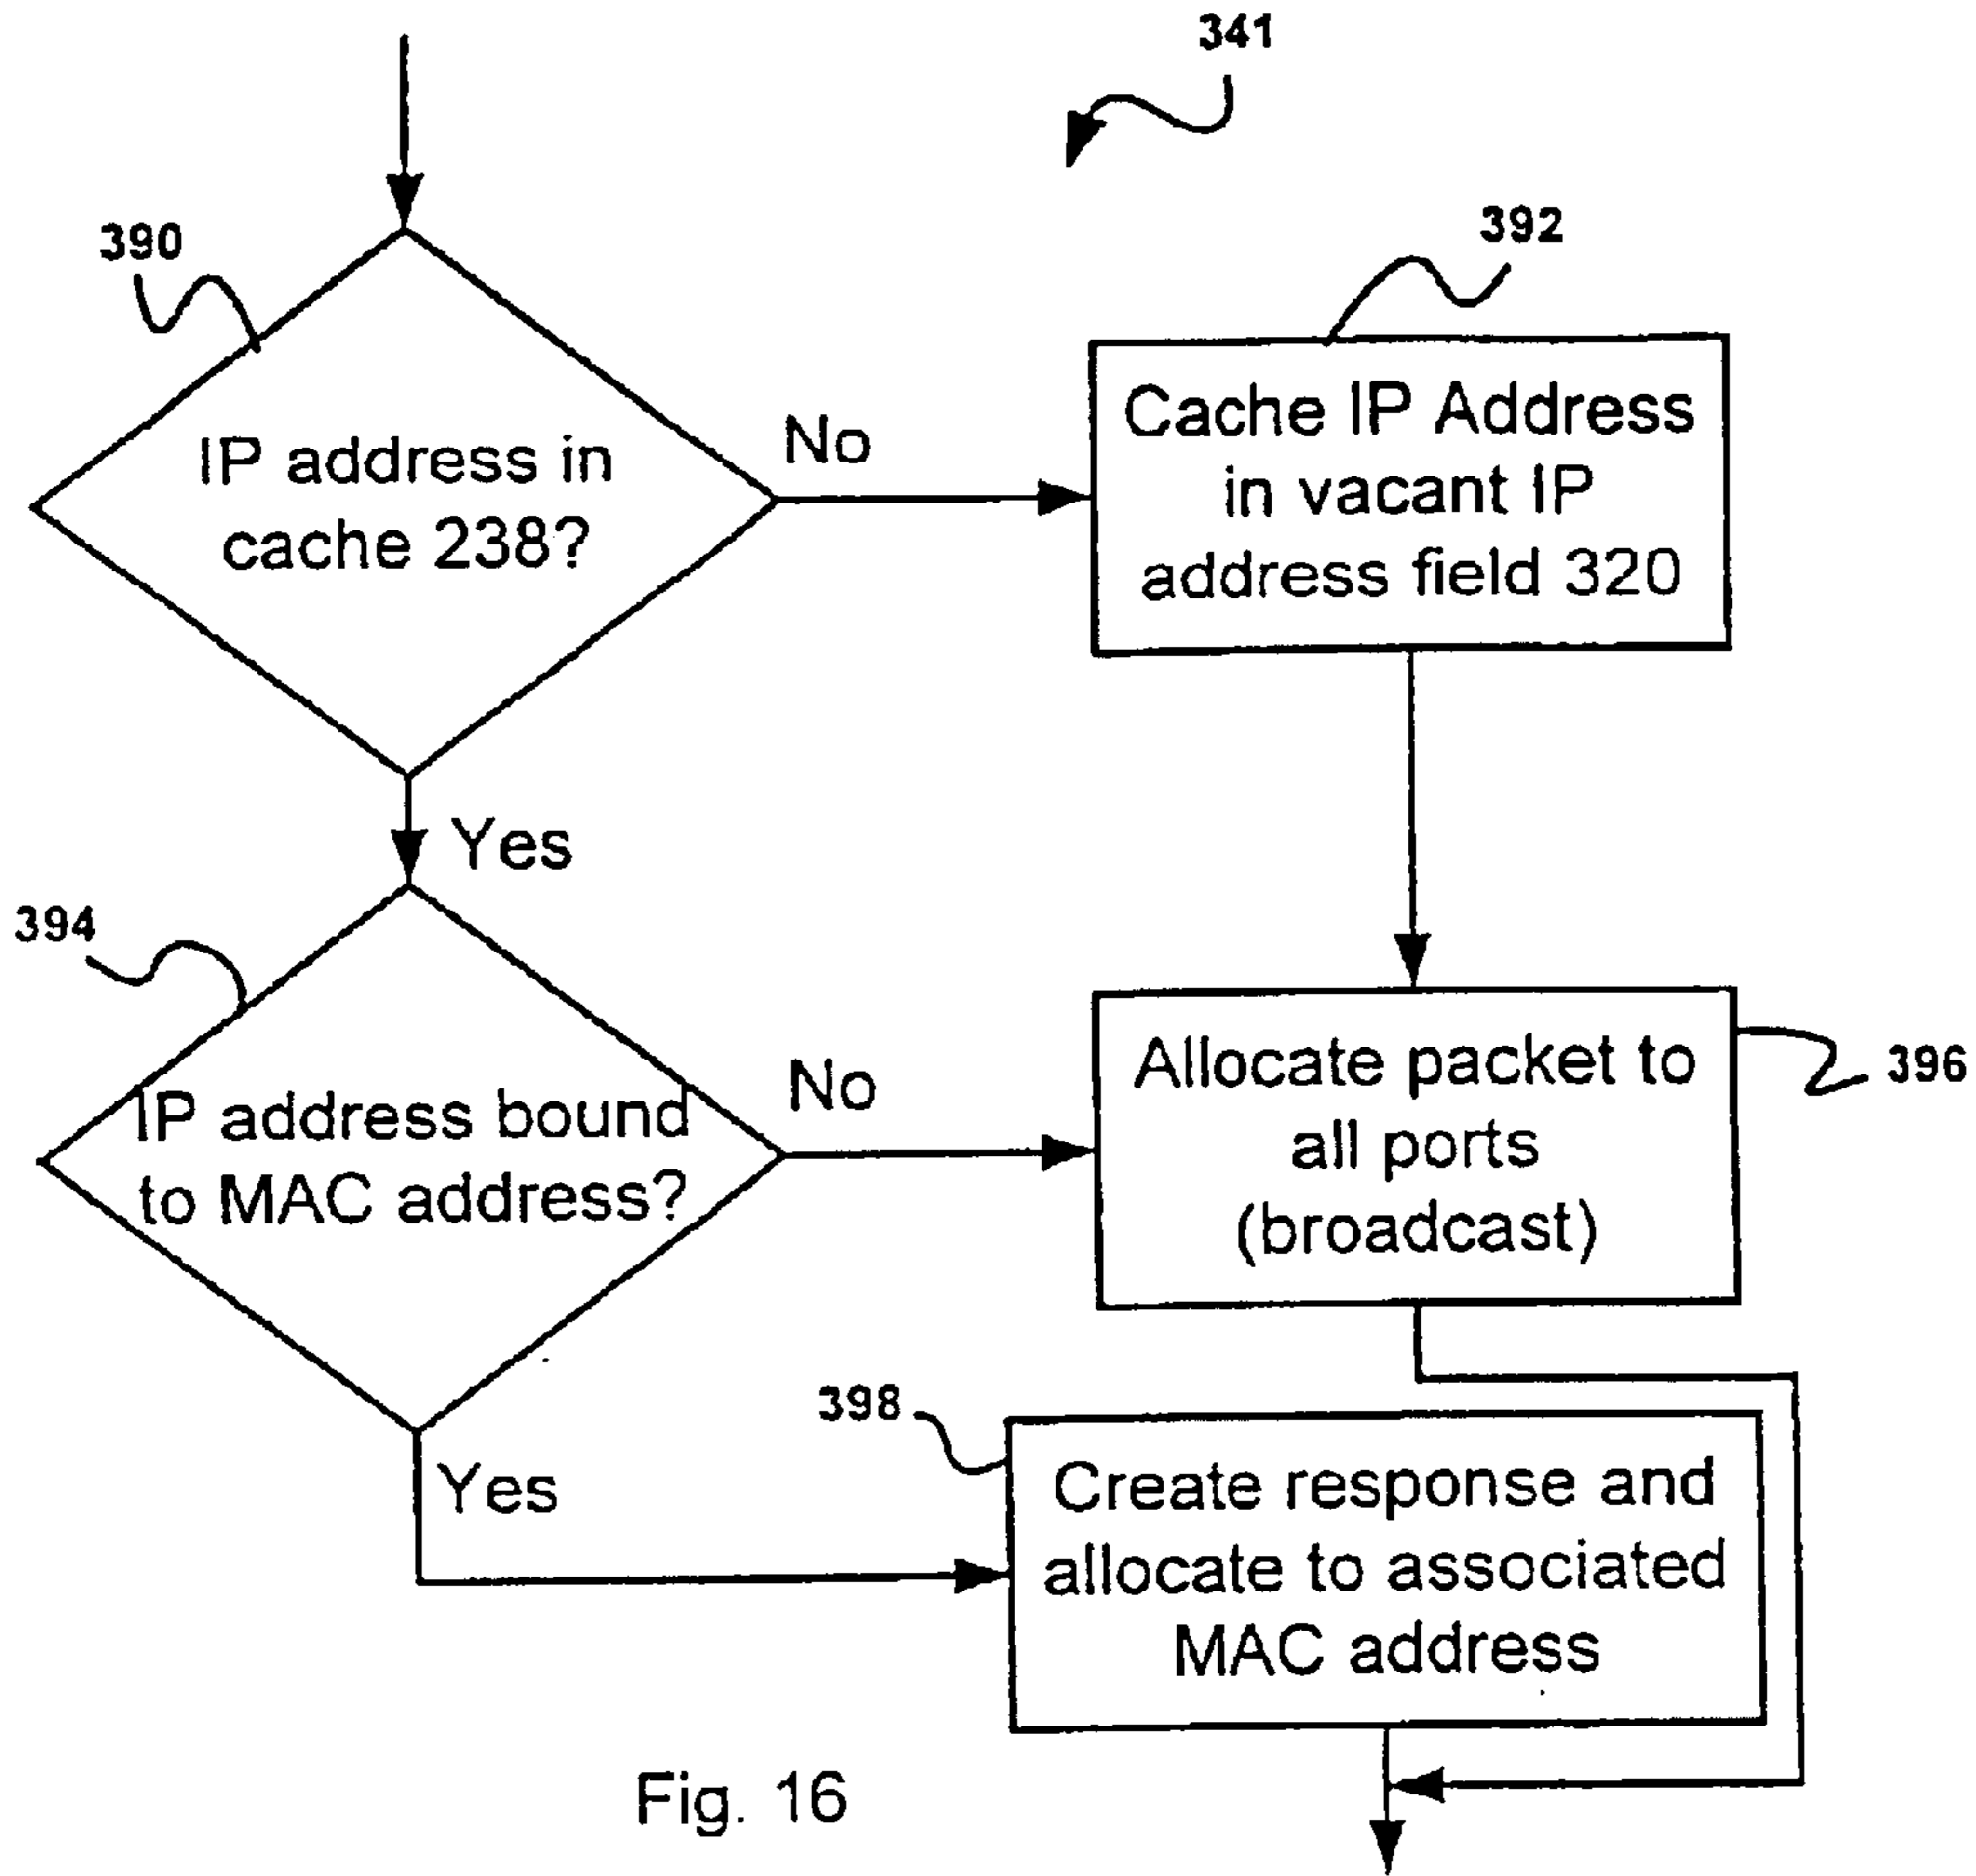 341
390
392
IP address in
cache 238?
No
Cache IP Address
in vacant IP
address field 320
Yes
394
IP address bound
to MAC address?
No
Allocate packet to
all ports
(broadcast)
396
398
Yes
Create response and
allocate to associated
MAC address
Fig. 16